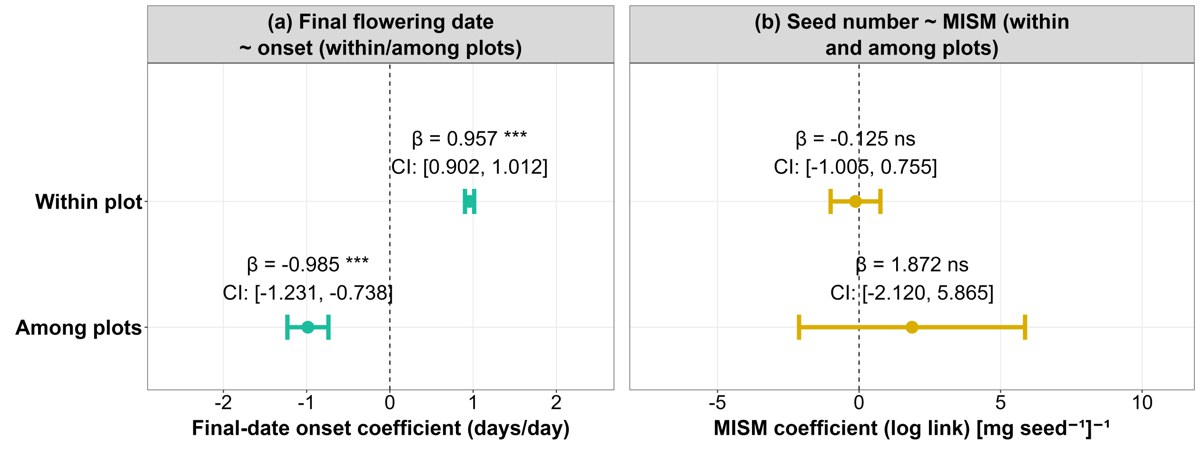 (a) Final flowering date
~ onset (within/among plots)
(b) Seed number ~ MISM (within
and among plots)
β = 0.957 ***
CI: [0.902, 1.012]
β = -0.125 ns
CI: [-1.005, 0.755]
Within plot
β = -0.985 ***
CI: [-1.231, -0.738]
β = 1.872 ns
CI: [-2.120, 5.865]
Among plots
-2 -1 0 1 2
-5 0 5 10
Final-date onset coefficient (days/day)
MISM coefficient (log link) [mg seed⁻¹]⁻¹